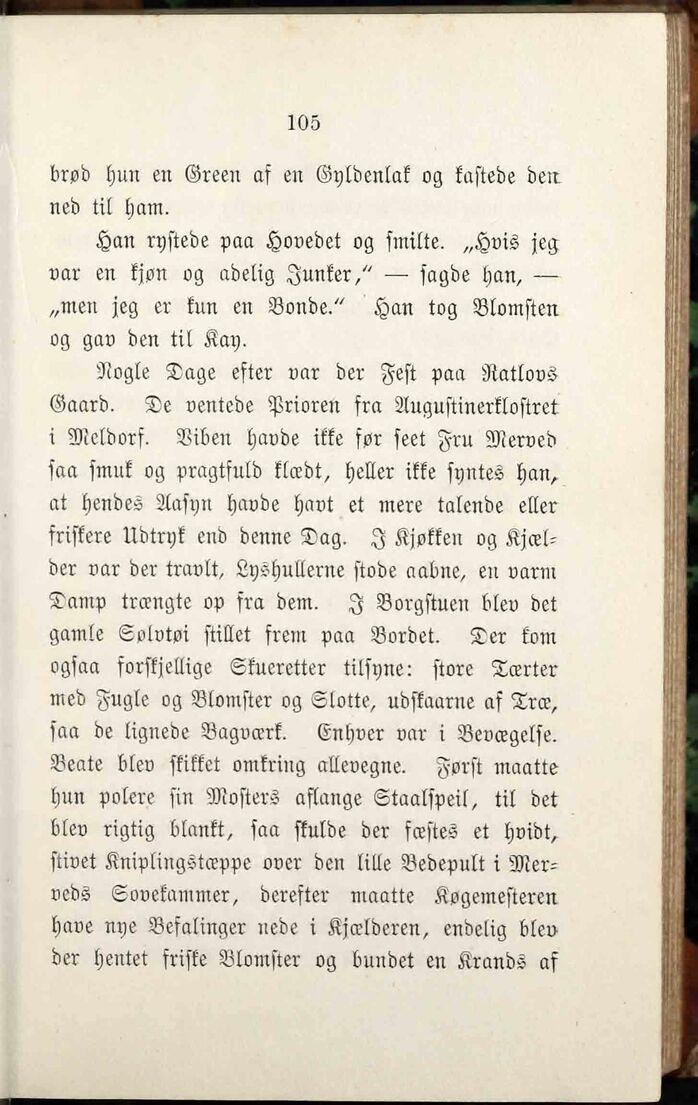 105
brød hun en Green af en Gyldenlak og kastede den
ned til ham.
Han rystede paa Hovedet og smilte. „Hvis jeg
var en kjøn og adelig Junker,“ — sagde han, —
„men jeg er kun en Bonde.“ Han tog Blomsten
og gav den til Kay.
Nogle Dage efter var der Fest paa Ratlovs
Gaard. De ventede Prioren fra Augustinerklostret
i Meldorf. Viben havde ikke før seet Fru Merved
saa smuk og pragtfuld klædt, heller ikke syntes han,
at hendes Aasyn havde havt et mere talende eller
friskere Udtryk end denne Dag. I Kjøkken og Kjæl-
der var der travlt, Lyshullerne stode aabne, en varm
Damp trængte op fra dem. I Borgstuen blev det
gamle Sølvtøi stillet frem paa Bordet. Der kom
ogsaa forskjellige Skueretter tilsyne: store Tærter
med Fugle og Blomster og Slotte, udskaarne af Træ,
saa de lignede Bagværk. Enhver var i Bevægelse.
Beate blev skikket omkring allevegne. Først maatte
hun polere sin Mosters aflange Staalspeil, til det
blev rigtig blankt, saa skulde der fæstes et hvidt,
stivet Kniplingstæppe over den lille Bedepult i Mer-
veds Sovekammer, derefter maatte Køgemesteren
have nye Befalinger nede i Kjælderen, endelig blev
der hentet friske Blomster og bundet en Krands af